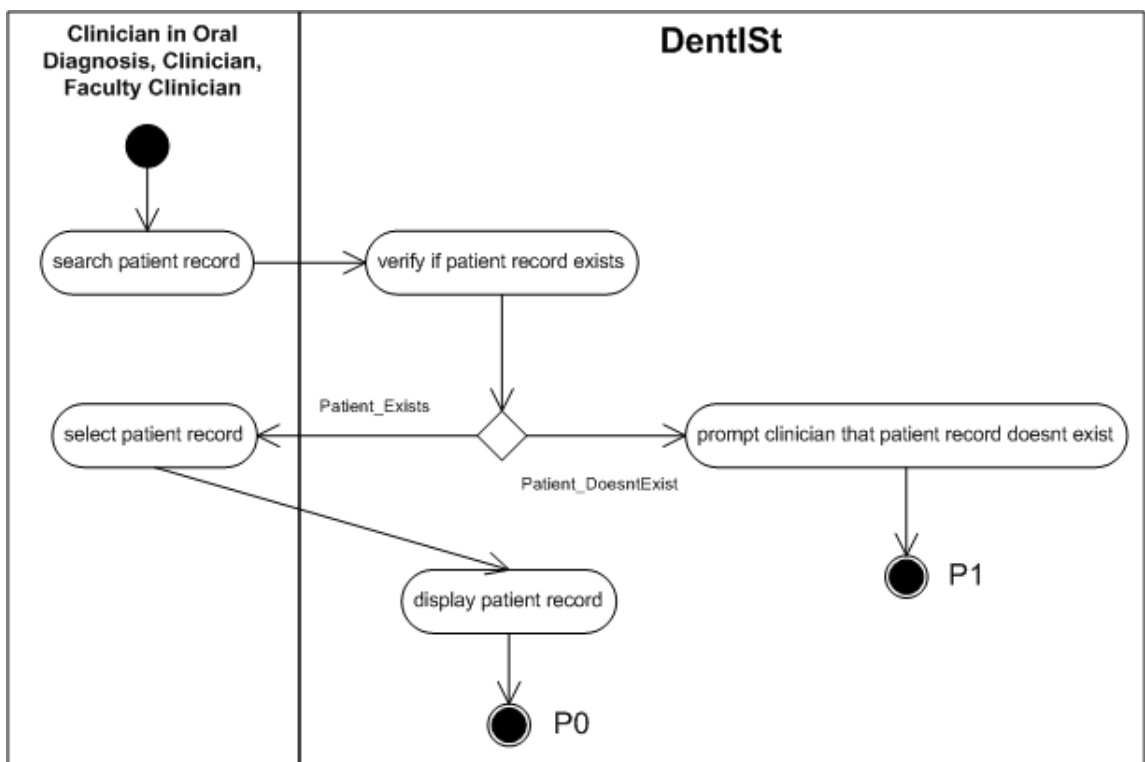 Clinician in Oral
Diagnosis, Clinician,
Faculty Clinician
DentISt
search patient record
verify if patient record exists
Patient_Exists
select patient record
prompt clinician that patient record doesnt exist
Patient_DoesntExist
display patient record
P1
P0